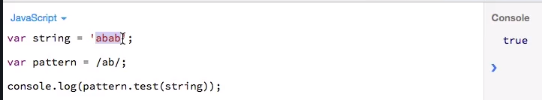 JavaScript
Console
var string = 'abab';
true
var pattern = /ab/;
console.log(pattern.test(string));